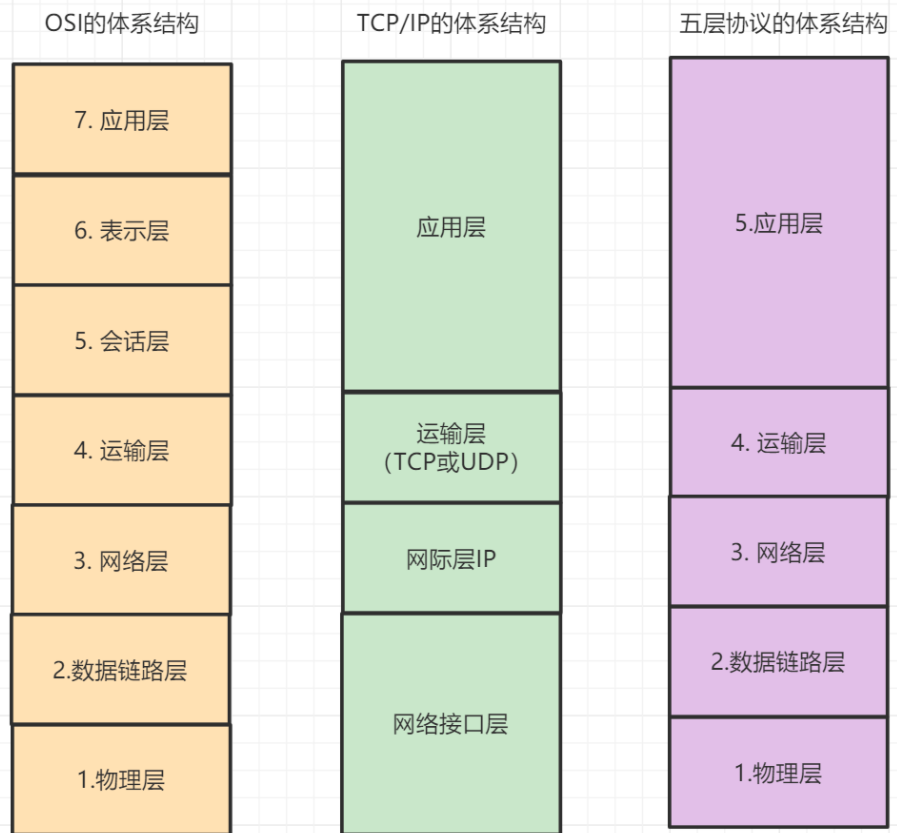 OSI的体系结构
7. 应用层
6. 表示层
5. 会话层
4. 运输层
3. 网络层
2.数据链路层
1.物理层
TCP/IP的体系结构
应用层
运输层
（TCP或UDP）
网际层IP
网络接口层
五层协议的体系结构
5.应用层
4. 运输层
3. 网络层
2.数据链路层
1.物理层